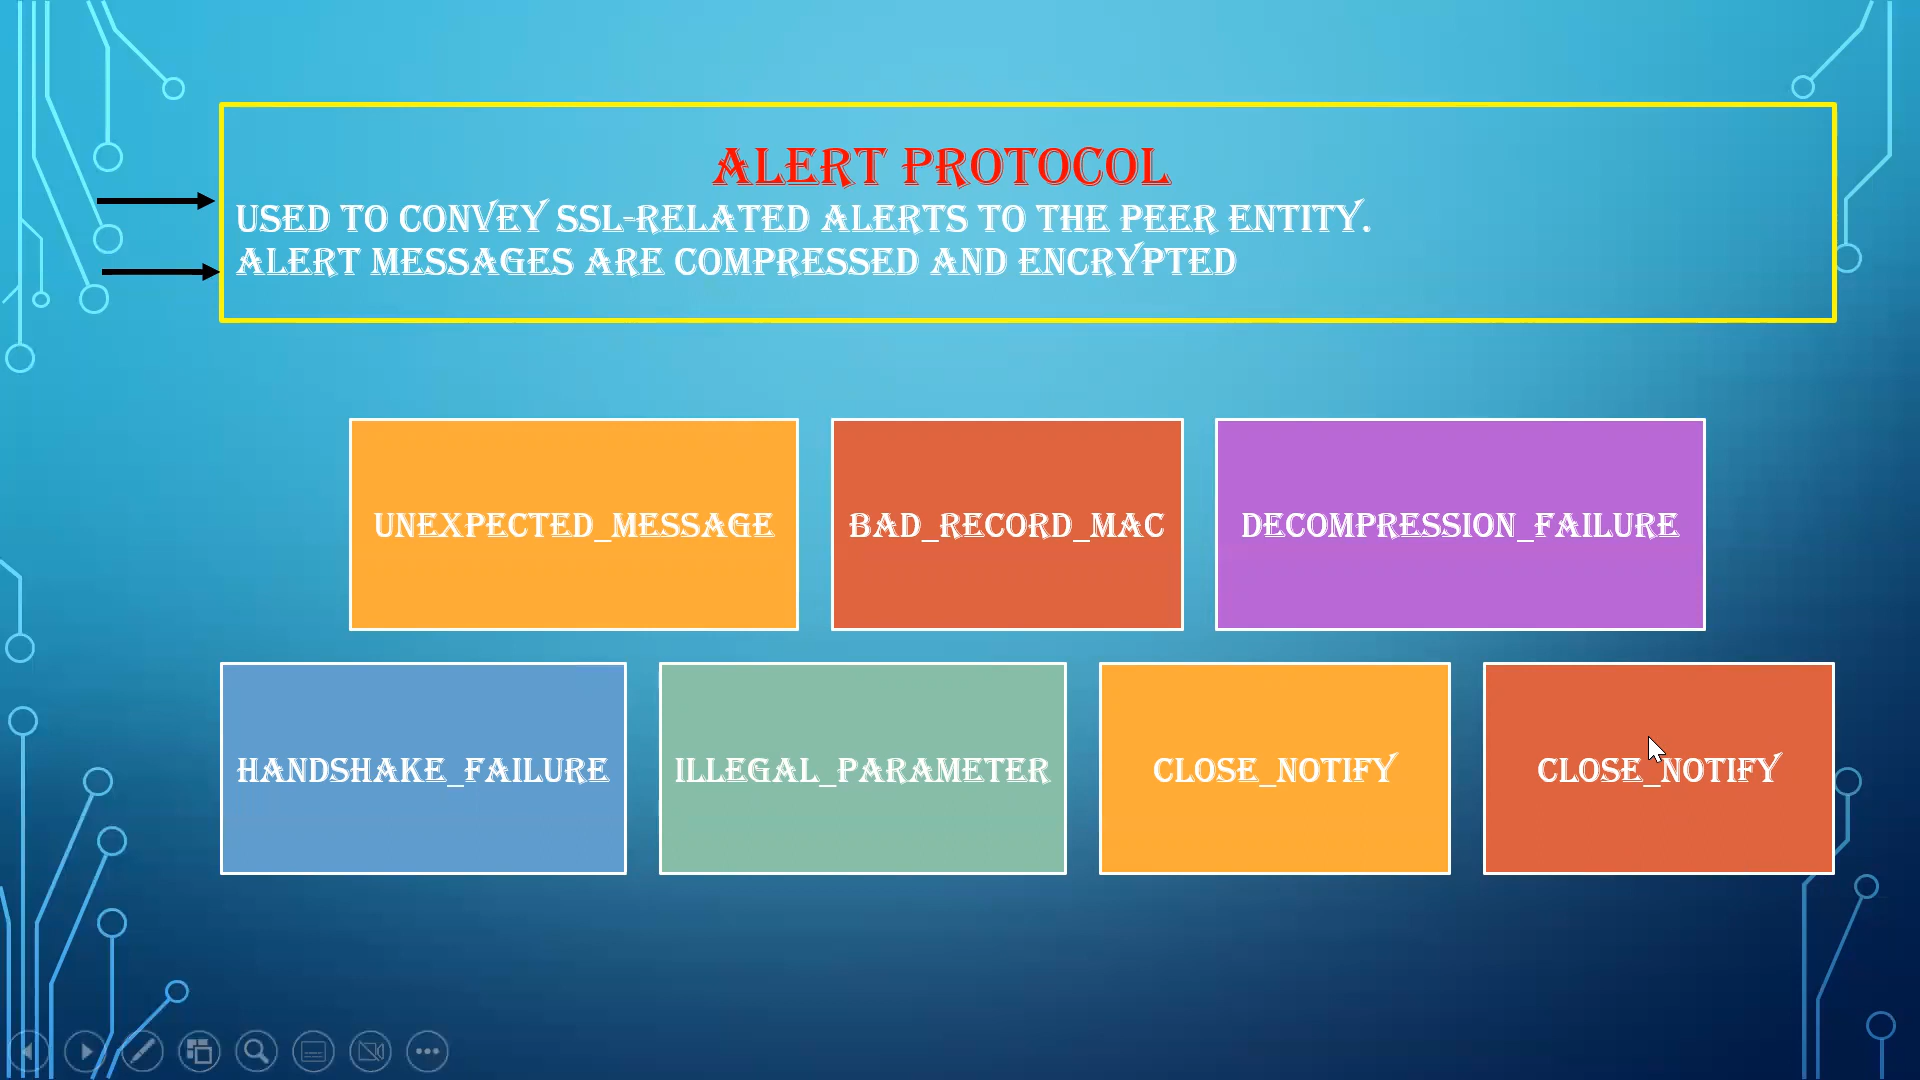 ALERT PROTOCOL
USED TO CONVEY SSL-RELATED ALERTS TO THE PEER ENTITY.
ALERT MESSAGES ARE COMPRESSED AND ENCRYPTED
UNEXPECTED_MESSAGE
BAD_RECORD_MAC
DECOMPRESSION_FAILURE
HANDSHAKE_FAILURE
ILLEGAL_PARAMETER
CLOSE_NOTIFY
CLOSE_NOTIFY